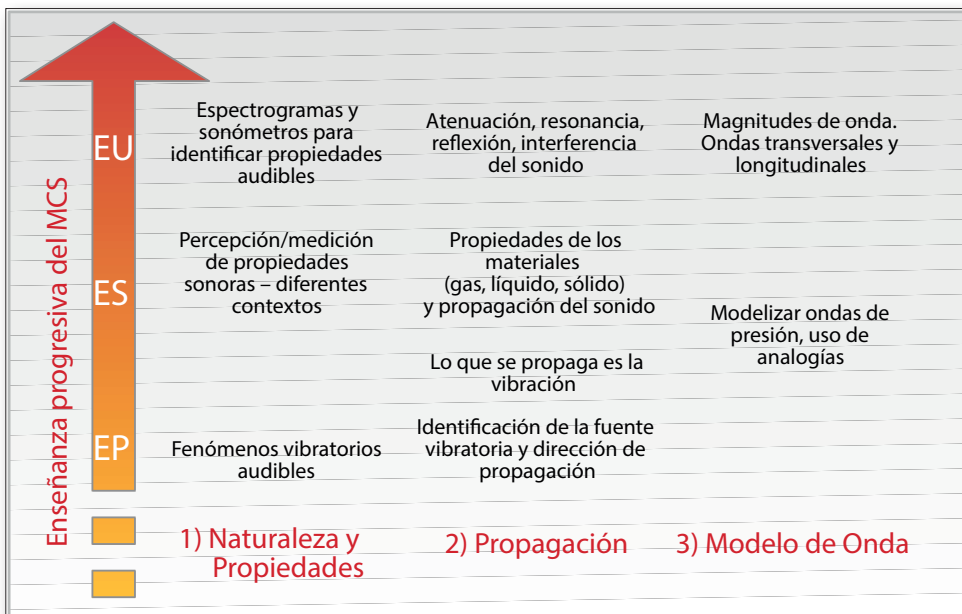 Enseñanza progresiva del MCS
EU
Espectrogramas y
sonómetros para
identificar propiedades
audibles
Atenuación, resonancia,
reflexión, interferencia
del sonido
Magnitudes de onda.
Ondas transversales y
longitudinales
ES
Percepción/medición
de propiedades
sonoras – diferentes
contextos
Propiedades de los
materiales
(gas, líquido, sólido)
y propagación del sonido
Lo que se propaga es la
vibración
Modelizar ondas de
presión, uso de
analogías
EP
Fenómenos vibratorios
audibles
Identificación de la fuente
vibratoria y dirección de
propagación
1) Naturaleza y
Propiedades
2) Propagación
3) Modelo de Onda